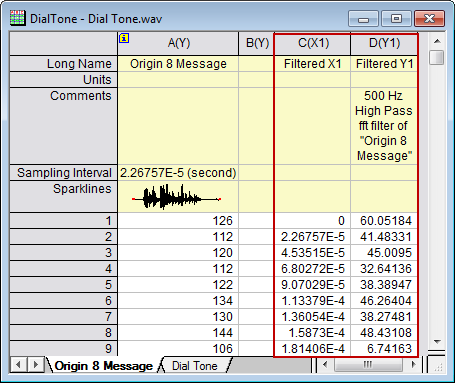 DialTone - Dial Tone.wav
A(Y) B(Y) C(X1) D(Y1)
Long Name Origin 8 Message Filtered X1 Filtered Y1
Units
Comments 500 Hz
High Pass
fft filter of
"Origin 8
Message"
Sampling Interval 2.26757E-5 (second)
Sparklines
1 126 0 60.05184
2 112 2.26757E-5 41.48331
3 120 4.53515E-5 45.0095
4 112 6.80272E-5 32.64136
5 122 9.07029E-5 38.38947
6 134 1.13379E-4 46.26404
7 130 1.36054E-4 38.27481
8 144 1.5873E-4 48.43108
9 106 1.81406E-4 6.74163
Origin 8 Message Dial Tone